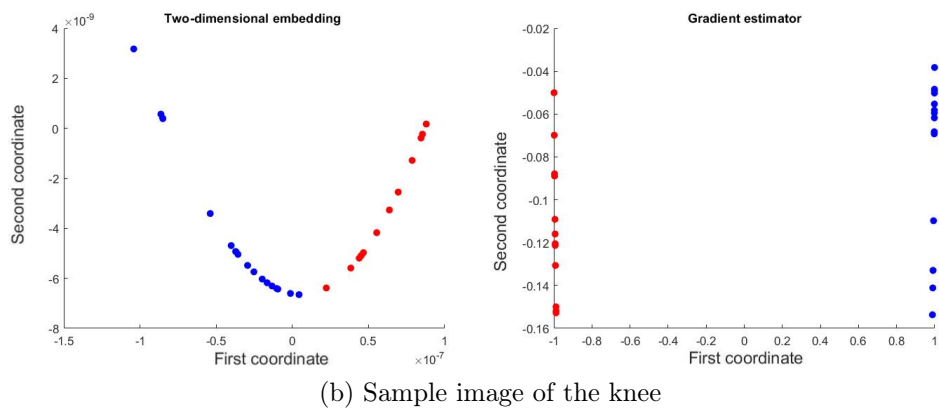 ×10⁻⁹ Two-dimensional embedding
4
2
0
-2
-4
-6
-8
Second coordinate
-1.5 -1 -0.5 0 0.5 1
First coordinate ×10⁻⁷
Gradient estimator
-0.02
-0.04
-0.06
-0.08
-0.1
-0.12
-0.14
-0.16
Second coordinate
-1 -0.8 -0.6 -0.4 -0.2 0 0.2 0.4 0.6 0.8 1
First coordinate
(b) Sample image of the knee